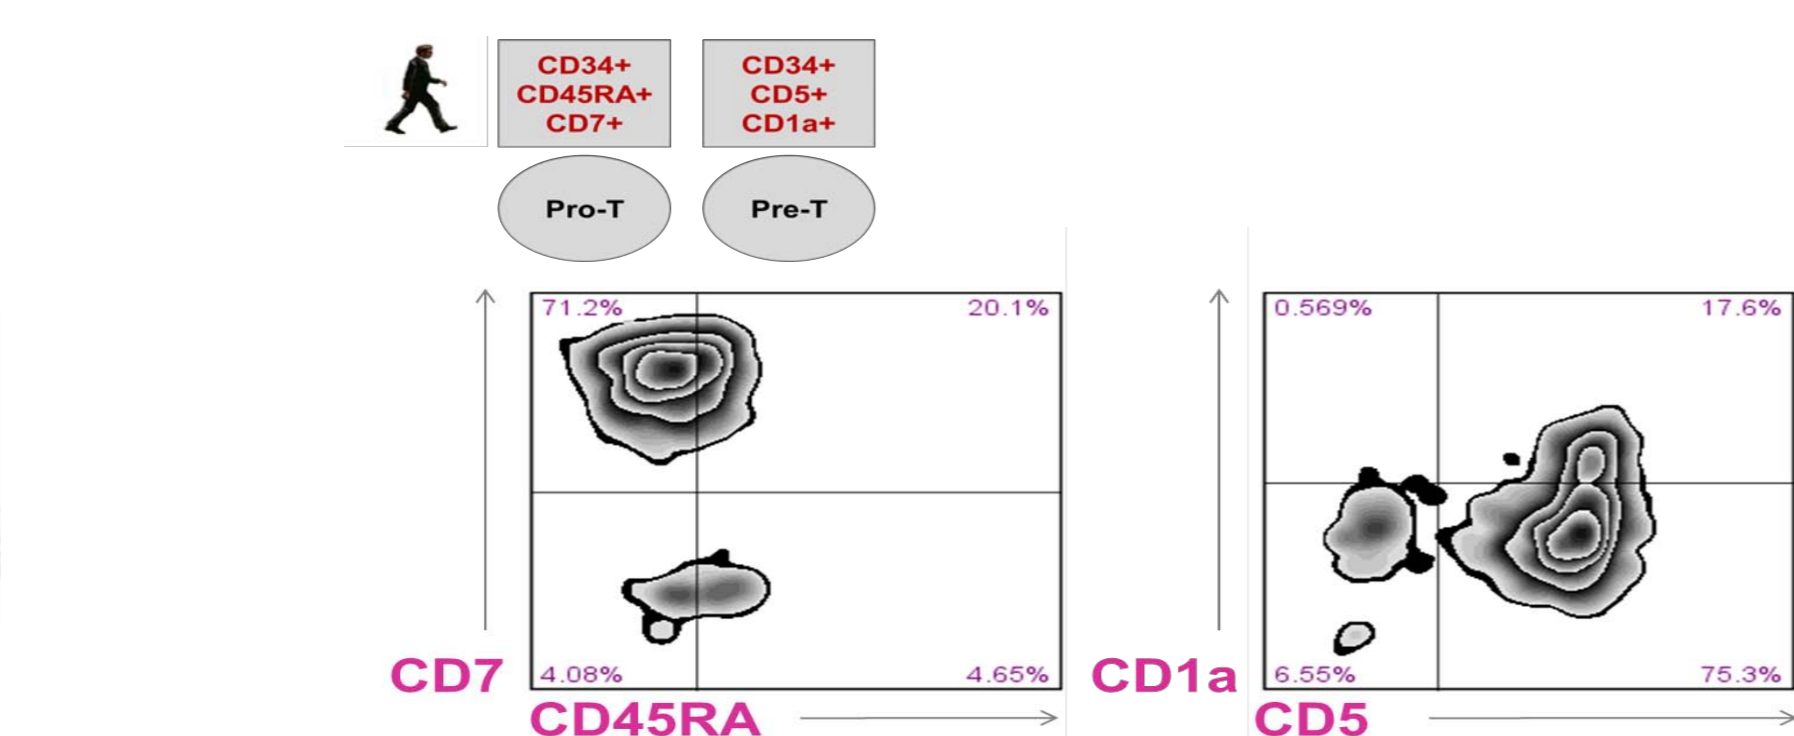 CD34+
CD45RA+
CD7+
CD34+
CD5+
CD1a+
Pro-T
Pre-T
71.2%
20.1%
4.08%
4.65%
CD7
CD45RA
0.569%
17.6%
6.55%
75.3%
CD1a
CD5